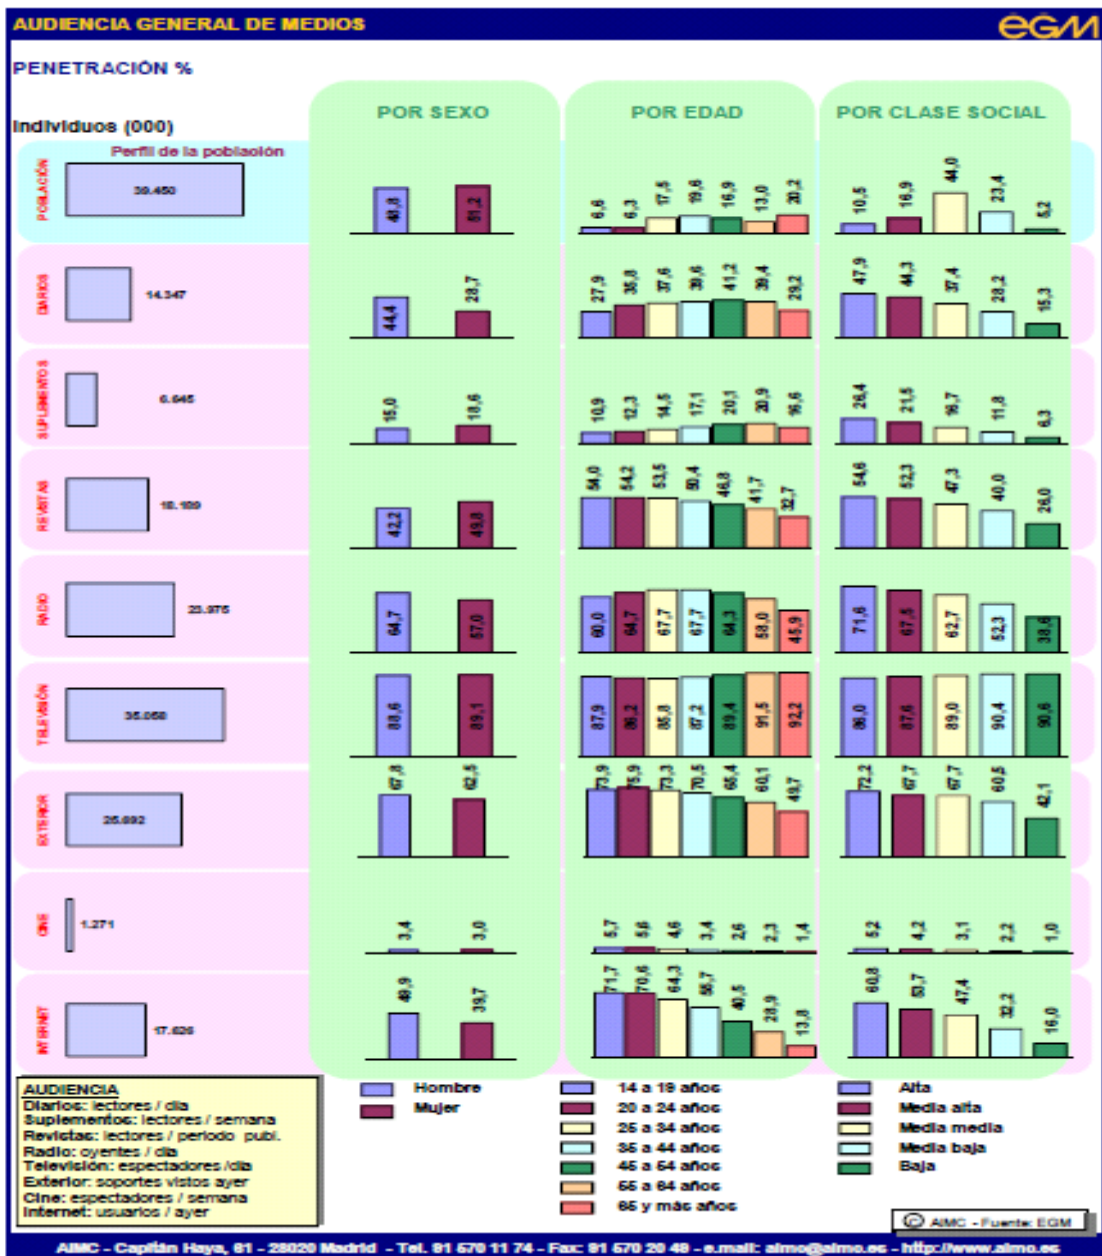 AUDIENCIA GENERAL DE MEDIOS
EGM
PENETRACIÓN %
POR SEXO POR EDAD POR CLASE SOCIAL
Individuos (000)
Perfil de la población
POBLACIÓN
39.450
48,8 51,2
6,6 6,3 17,5 19,6 16,9 13,0 20,2
10,5 16,9 44,0 23,4 5,2
DIARIOS
14.347
44,4 28,7
27,9 35,8 37,6 39,6 41,2 39,4 29,2
47,9 44,3 37,4 28,2 15,3
SUPLEMENTOS
6.645
15,0 18,6
10,9 12,3 14,5 17,1 20,1 20,9 16,6
26,4 21,5 16,7 11,8 6,3
REVISTAS
42,2 49,8
54,0 54,2 53,5 50,4 46,8 41,7 32,7
54,6 52,3 47,3 40,0 26,0
RADIO
23.975
64,7 57,0
60,0 64,7 67,7 67,7 64,3 58,0 45,9
71,6 67,5 62,7 52,3 38,6
TELEVISIÓN
88,6 89,1
87,9 86,2 85,8 87,2 89,4 91,5 92,2
86,0 87,6 89,0 90,4 90,6
EXTERIOR
67,8 62,5
73,9 75,9 73,3 70,5 65,4 60,1 49,7
72,2 67,7 67,7 60,5 42,1
CINE
1.271
3,4 3,0
5,7 5,6 4,6 3,4 2,6 2,3 1,4
5,2 4,2 3,1 2,2 1,0
INTERNET
49,9 39,7
71,7 70,6 64,3 55,7 40,5 28,9 13,8
60,8 53,7 47,4 32,2 16,0
AUDIENCIA
Diarios: lectores / día
Suplementos: lectores / semana
Revistas: lectores / periodo publ.
Radio: oyentes / día
Televisión: espectadores /día
Exterior: soportes vistos ayer
Cine: espectadores / semana
Internet: usuarios / ayer
Hombre
Mujer
14 a 19 años
20 a 24 años
25 a 34 años
35 a 44 años
45 a 54 años
55 a 64 años
65 y más años
Alta
Media alta
Media media
Media baja
Baja
© AIMC - Fuente: EGM
AIMC - Capitán Haya, 61 - 28020 Madrid - Tel. 91 570 11 74 - Fax: 91 570 20 49 - e.mail: aimc@aimc.es - http://www.aimc.es